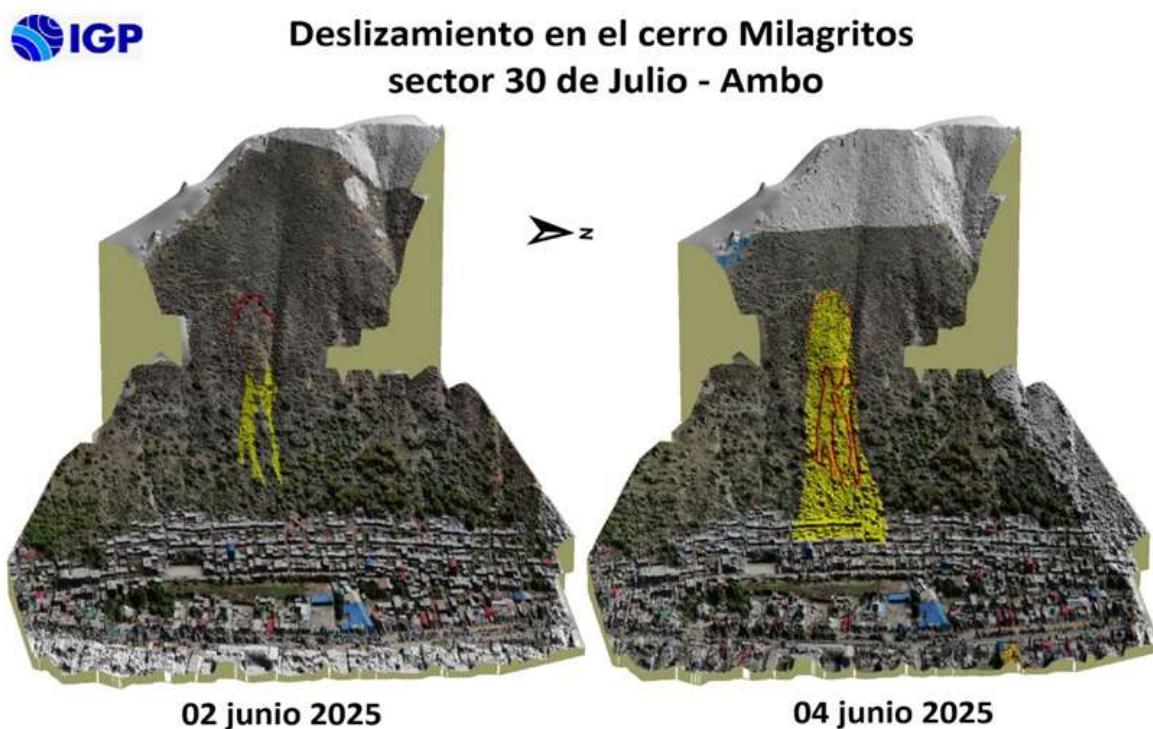 IGP
Deslizamiento en el cerro Milagritos
sector 30 de Julio - Ambo
N
02 junio 2025
04 junio 2025